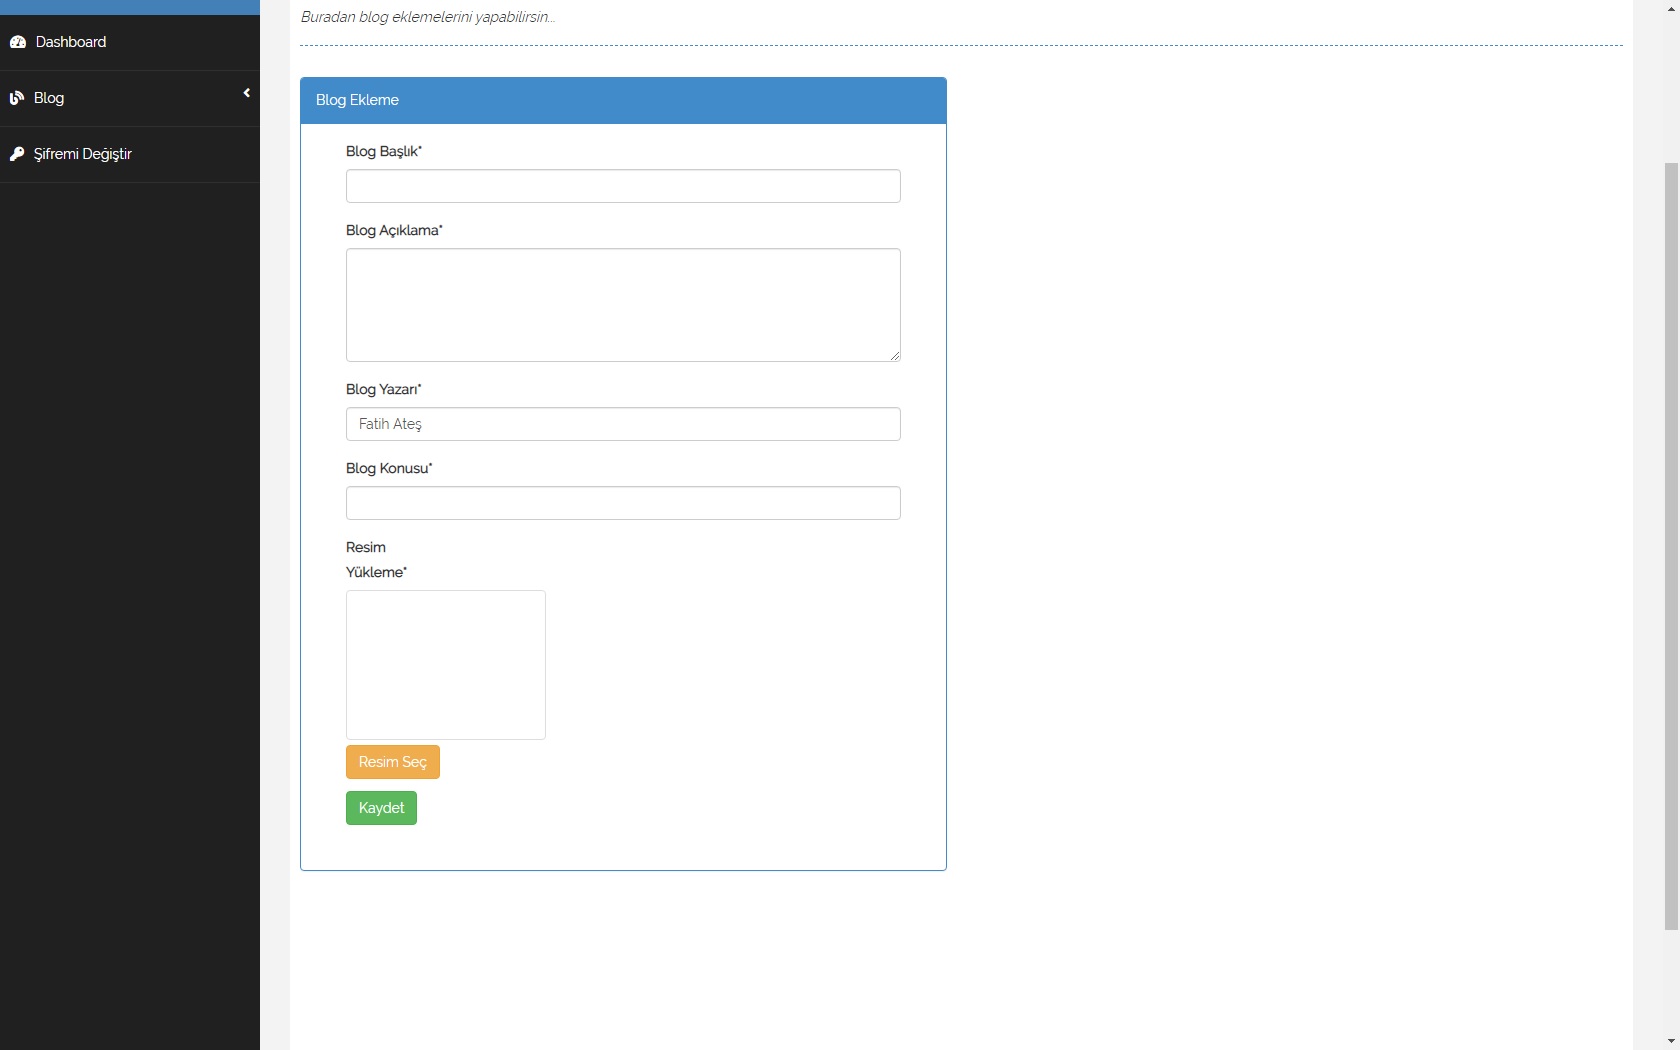 Buradan blog eklemelerini yapabilirsin...
Dashboard
Blog
Şifremi Değiştir
Blog Ekleme
Blog Başlık*
Blog Açıklama*
Blog Yazarı*
Fatih Ateş
Blog Konusu*
Resim
Yükleme*
Resim Seç
Kaydet